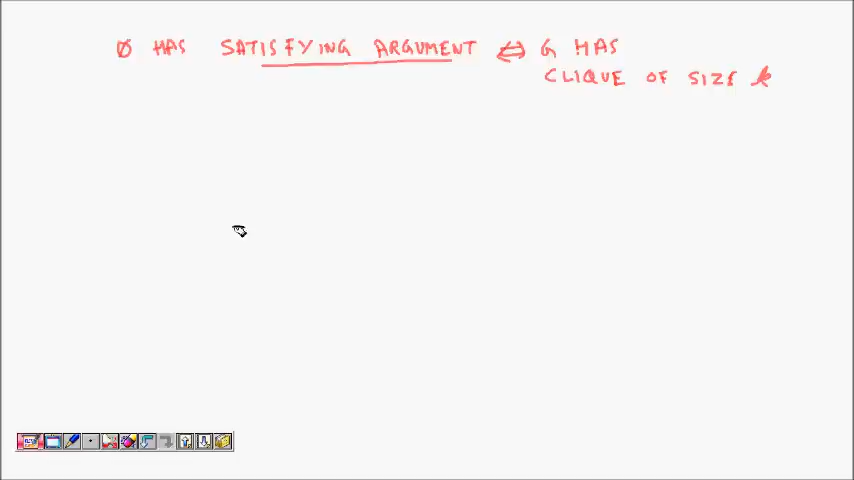 Ø HAS SATISFYING ARGUMENT ⇔ G HAS
CLIQUE OF SIZE k